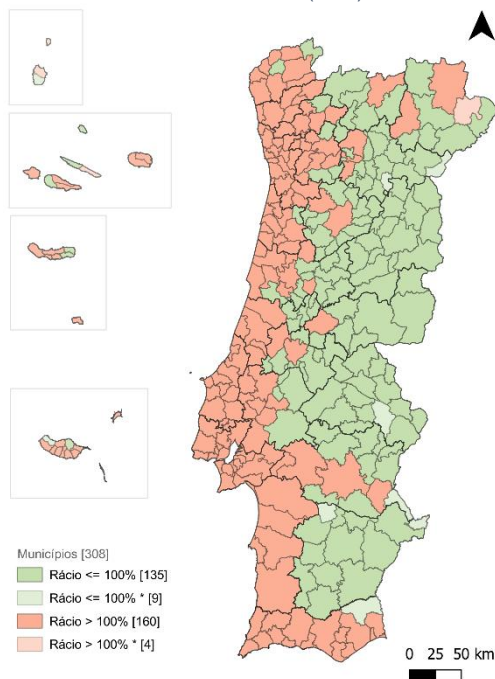 Municípios [308]
Rácio <= 100% [135]
Rácio <= 100% * [9]
Rácio > 100% [160]
Rácio > 100% * [4]
0 25 50 km